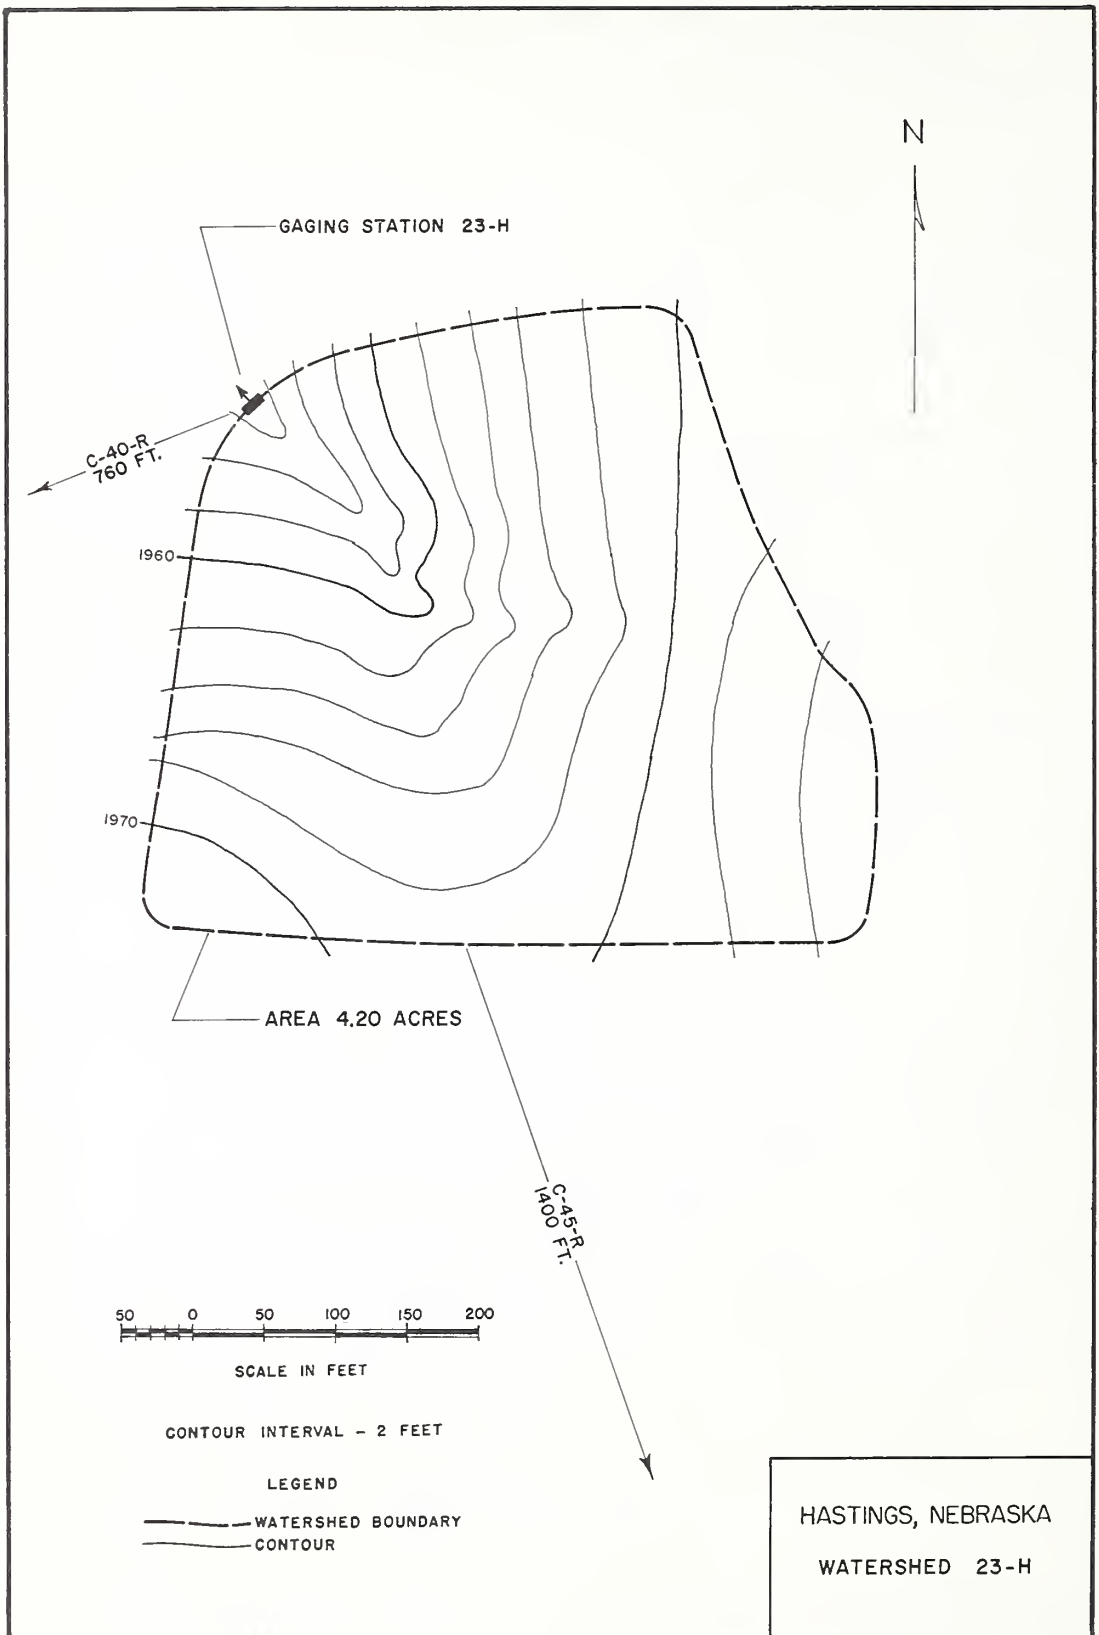 N
GAGING STATION 23-H
C-40-R
760 FT.
1960
1970
AREA 4.20 ACRES
C-45-R
1400 FT.
50 0 50 100 150 200
SCALE IN FEET
CONTOUR INTERVAL - 2 FEET
LEGEND
WATERSHED BOUNDARY
CONTOUR
HASTINGS, NEBRASKA
WATERSHED 23-H